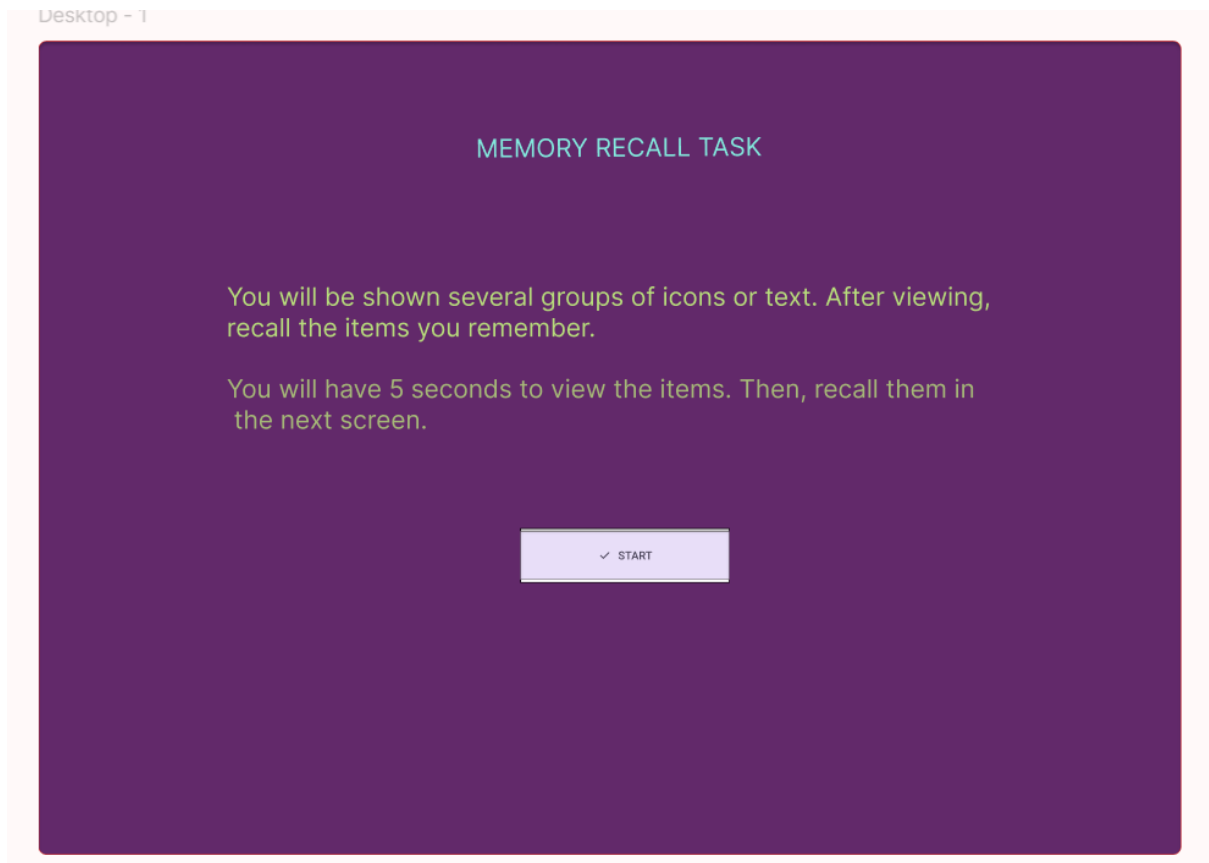 Desktop - 1
MEMORY RECALL TASK
You will be shown several groups of icons or text. After viewing,
recall the items you remember.
You will have 5 seconds to view the items. Then, recall them in
the next screen.
START